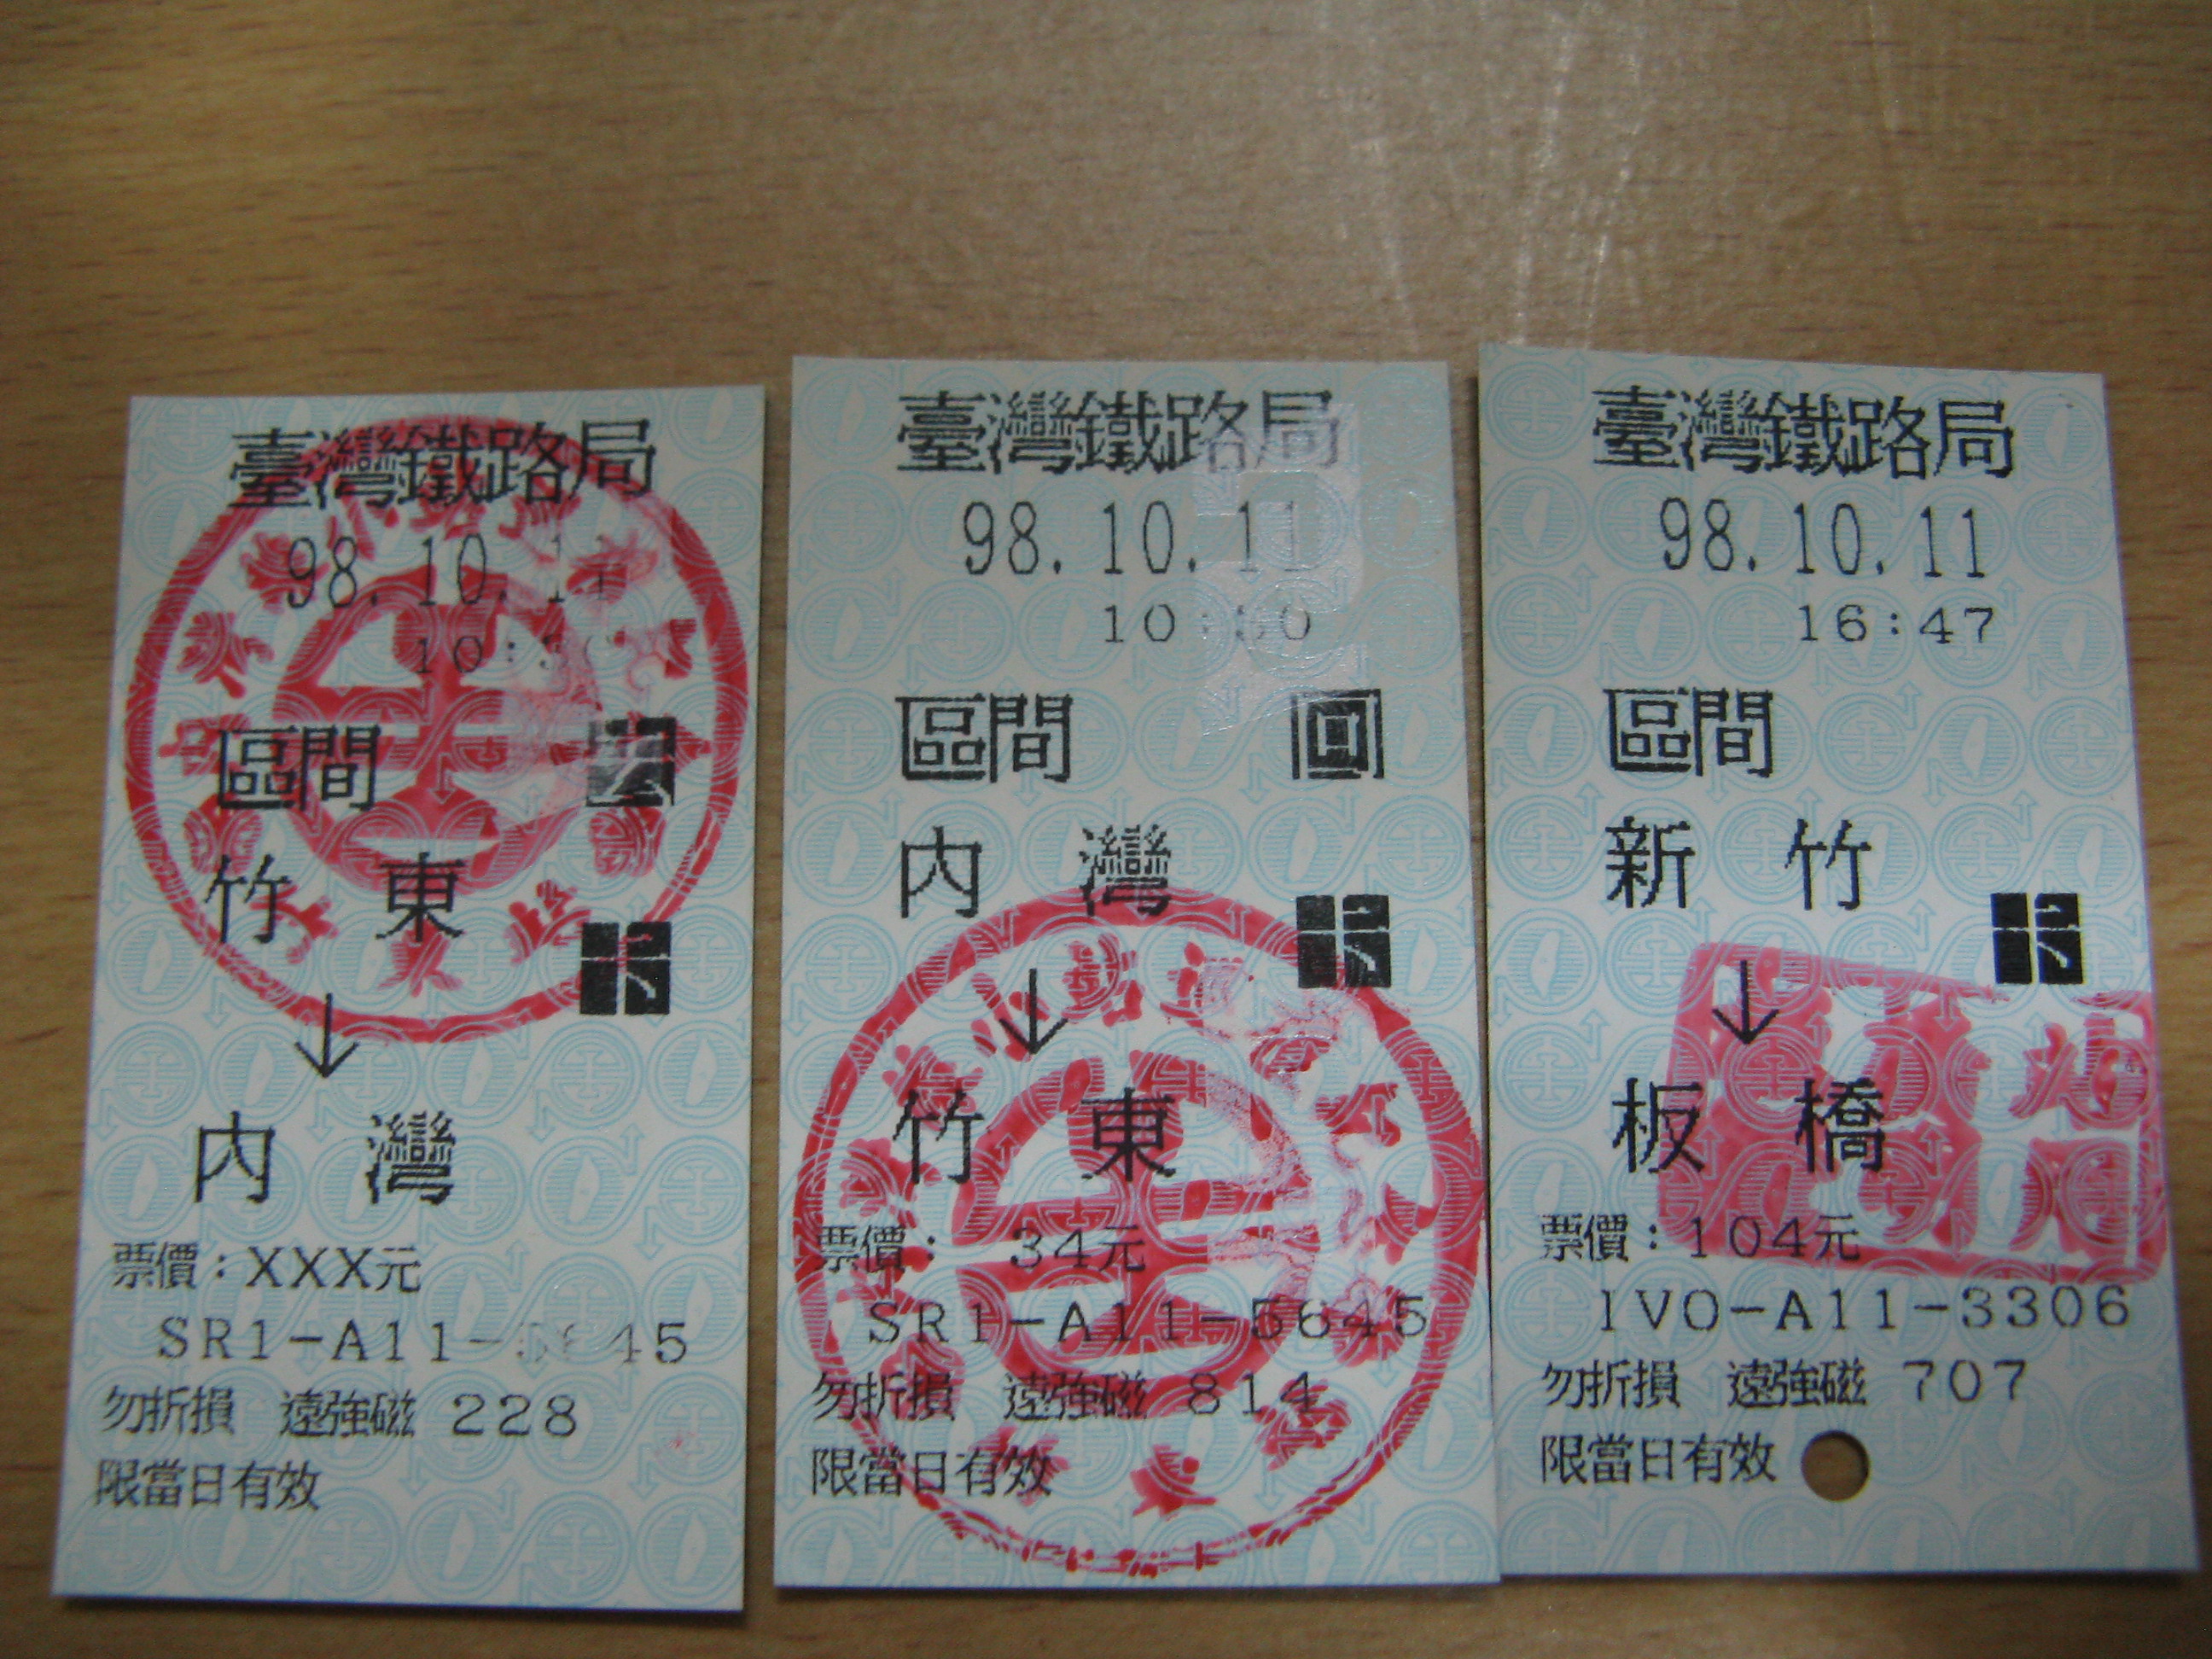 臺灣鐵路局
98.10.11
區間 去
竹東
↓
內灣
票價：XXX元
SR1-A11-5645
勿折損 遠強磁 228
限當日有效
臺灣鐵路局
98.10.11
區間 回
內灣
↓
竹東
票價： 34元
SR1-A11-5645
勿折損 遠強磁 814
限當日有效
臺灣鐵路局
98.10.11
16:47
區間
新竹
↓
板橋
票價：104元
1V0-A11-3306
勿折損 遠強磁 707
限當日有效